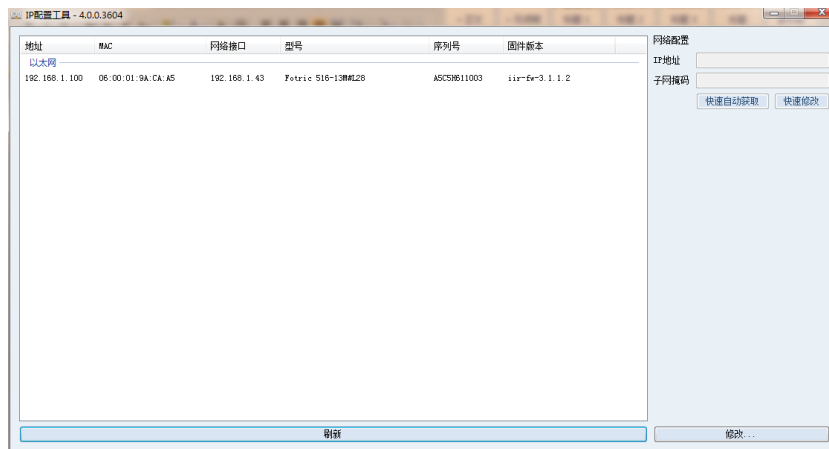 IP配置工具 - 4.0.0.3604
地址 MAC 网络接口 型号 序列号 固件版本
以太网
192.168.1.100 06:00:01:9A:CA:A5 192.168.1.43 Fotric 516-13M#L28 A5C5H611003 iir-fw-3.1.1.2
网络配置
IP地址
子网掩码
快速自动获取 快速修改
刷新 修改...